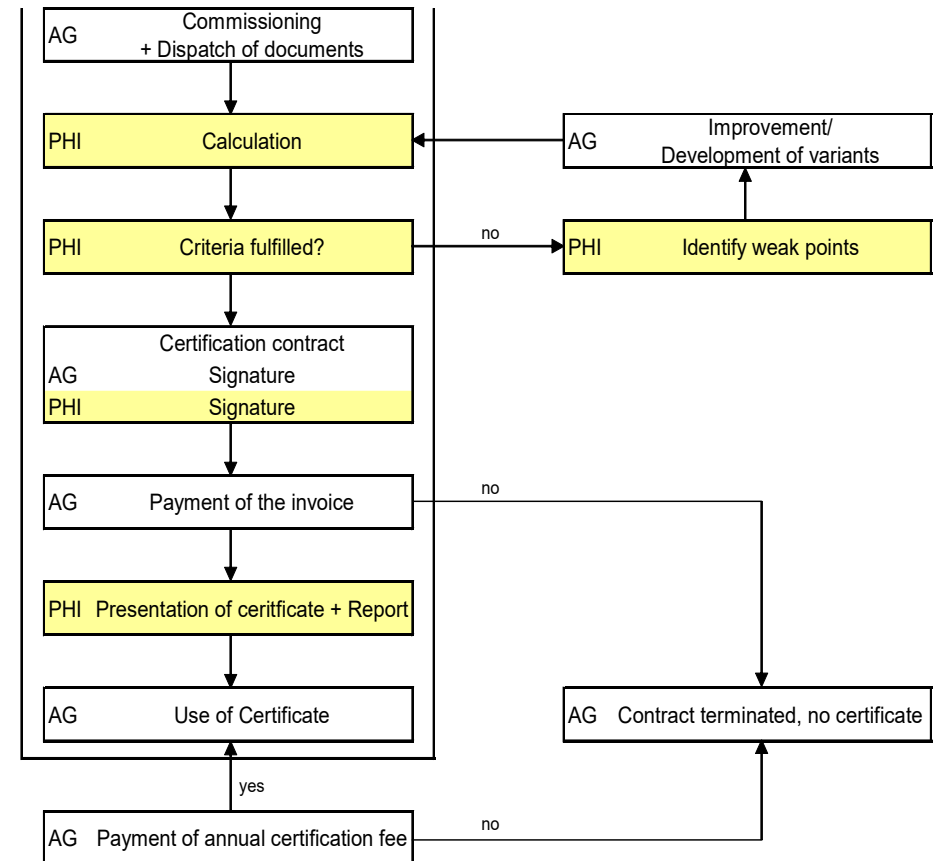 AG Commissioning
+ Dispatch of documents
PHI Calculation
AG Improvement/
Development of variants
PHI Criteria fulfilled?
no
PHI Identify weak points
Certification contract
AG Signature
PHI Signature
AG Payment of the invoice
no
PHI Presentation of ceritficate + Report
AG Use of Certificate
AG Contract terminated, no certificate
yes
AG Payment of annual certification fee
no